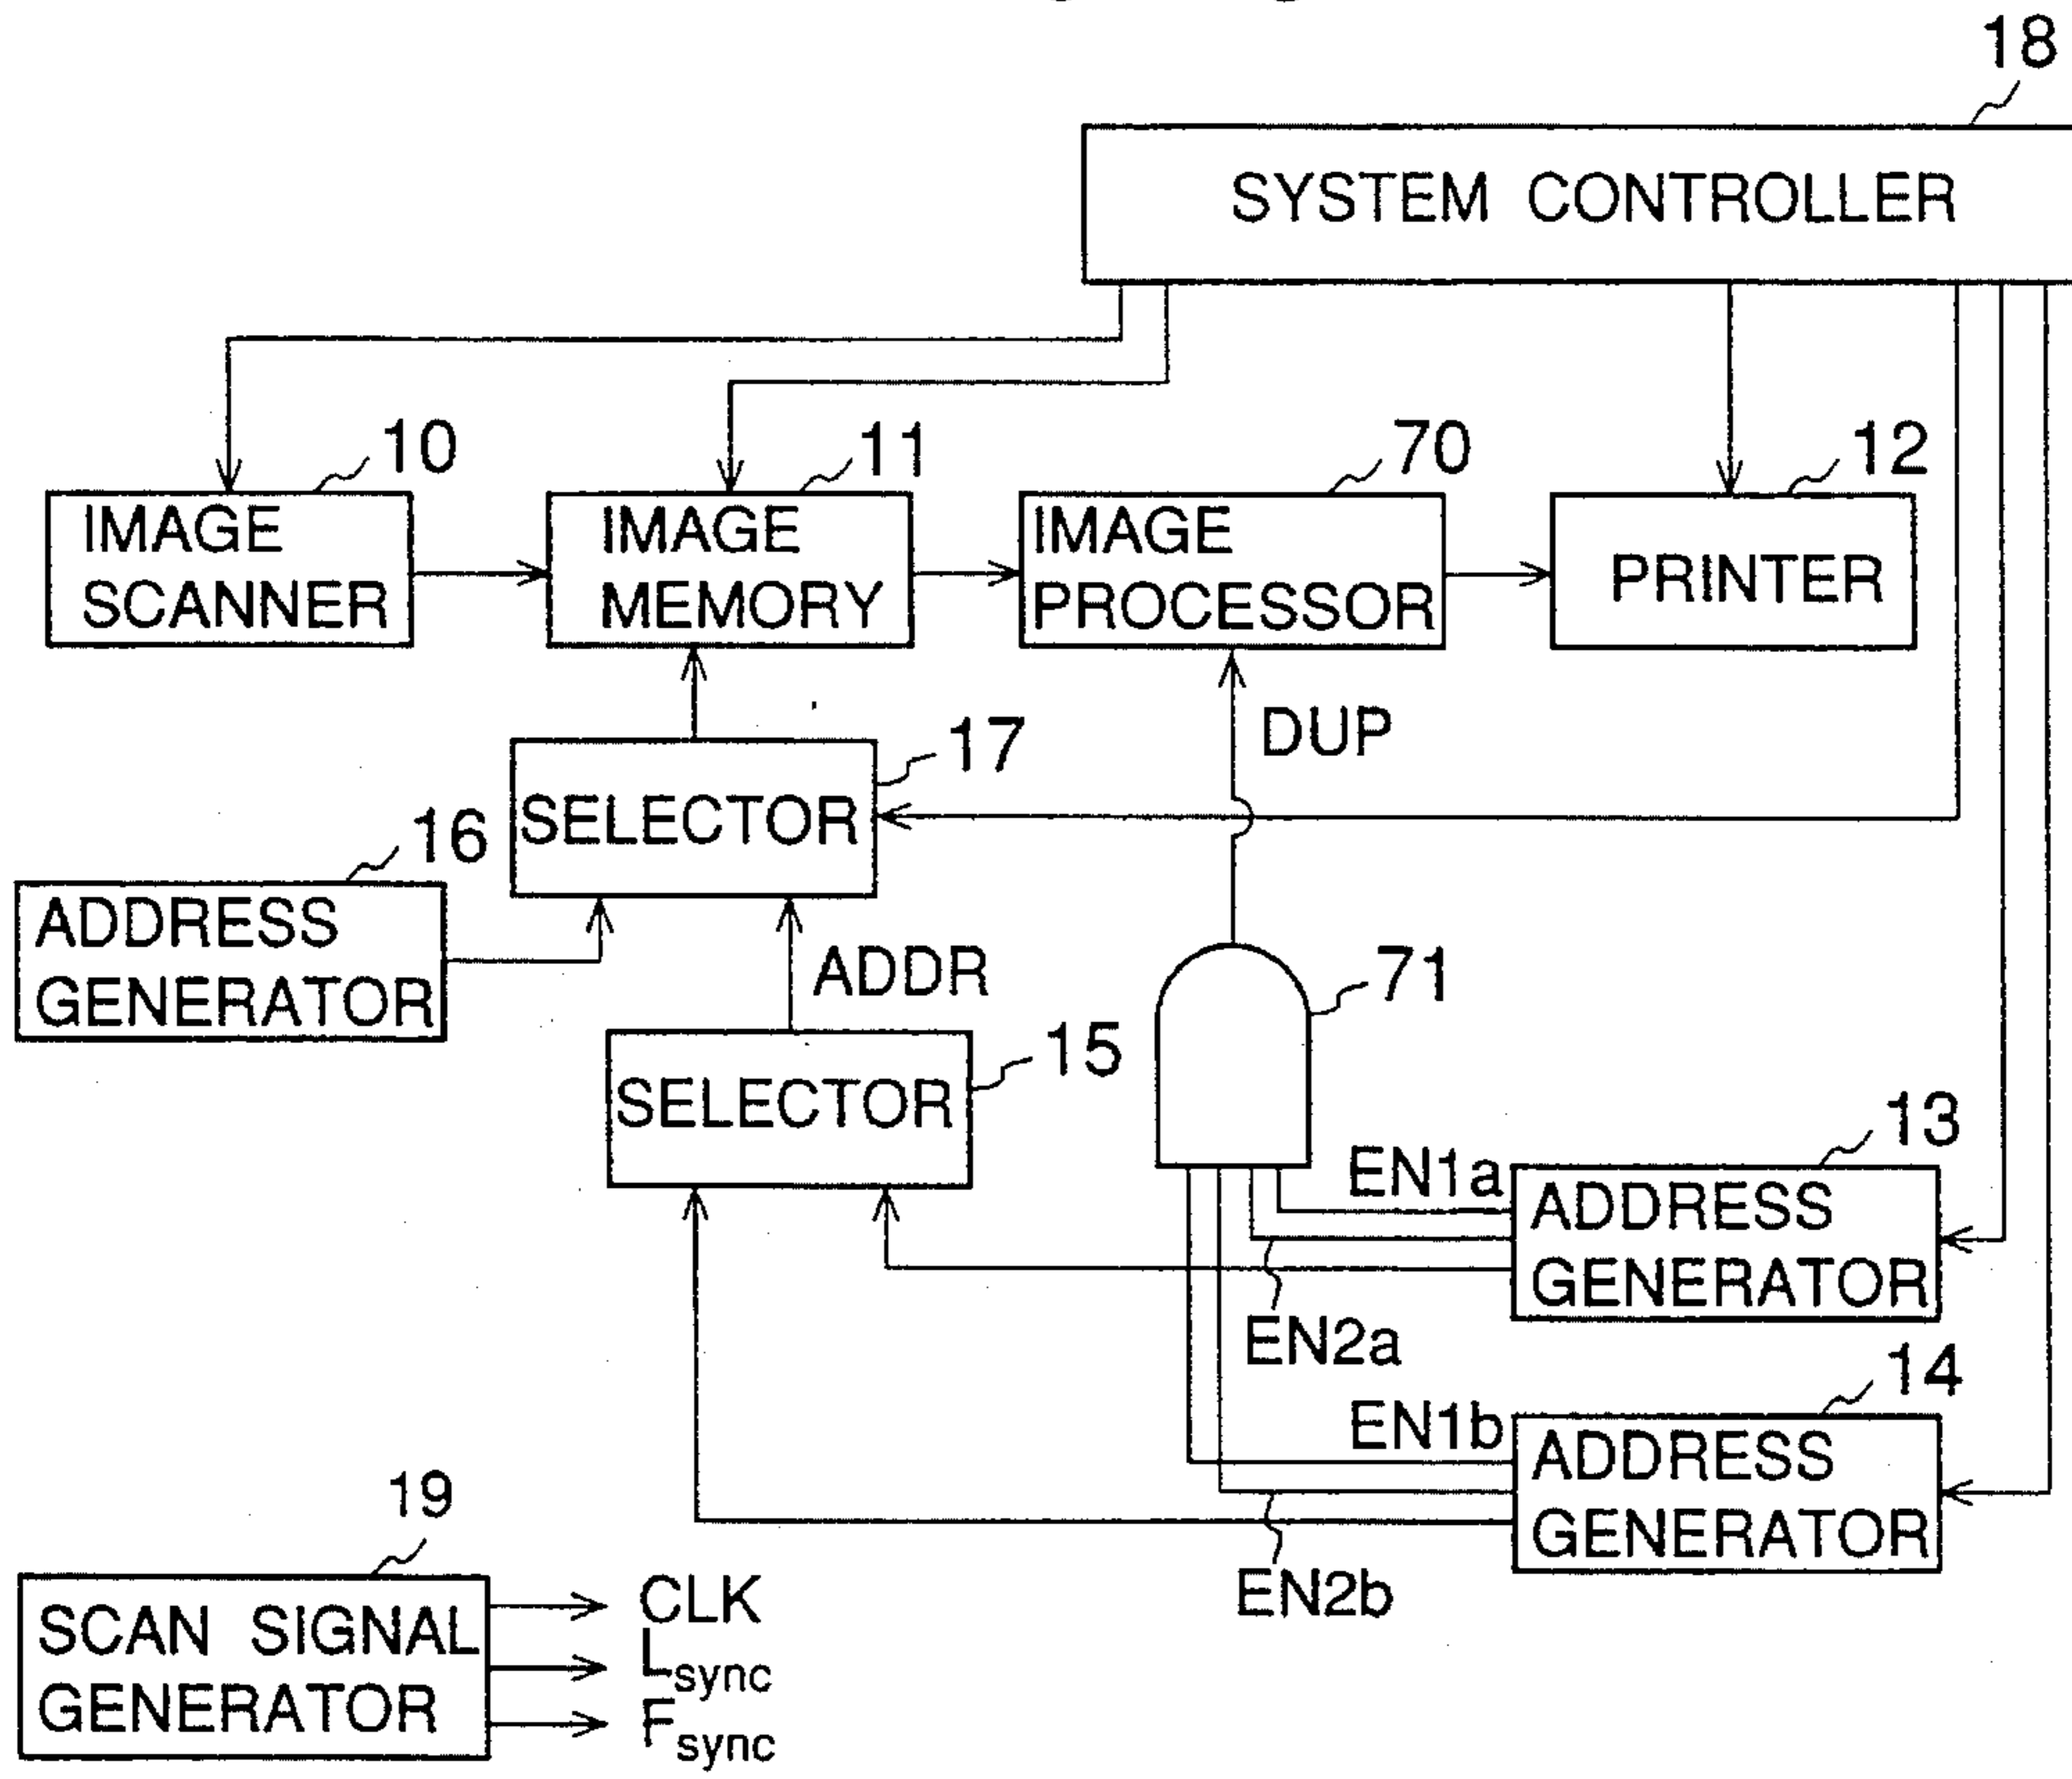 18
SYSTEM CONTROLLER
10
11
70
12
IMAGE
SCANNER
IMAGE
MEMORY
IMAGE
PROCESSOR
PRINTER
DUP
17
SELECTOR
16
ADDRESS
GENERATOR
ADDR
71
15
SELECTOR
13
EN1a
ADDRESS
GENERATOR
EN2a
14
EN1b
ADDRESS
GENERATOR
EN2b
19
SCAN SIGNAL
GENERATOR
CLK
Lsync
Fsync